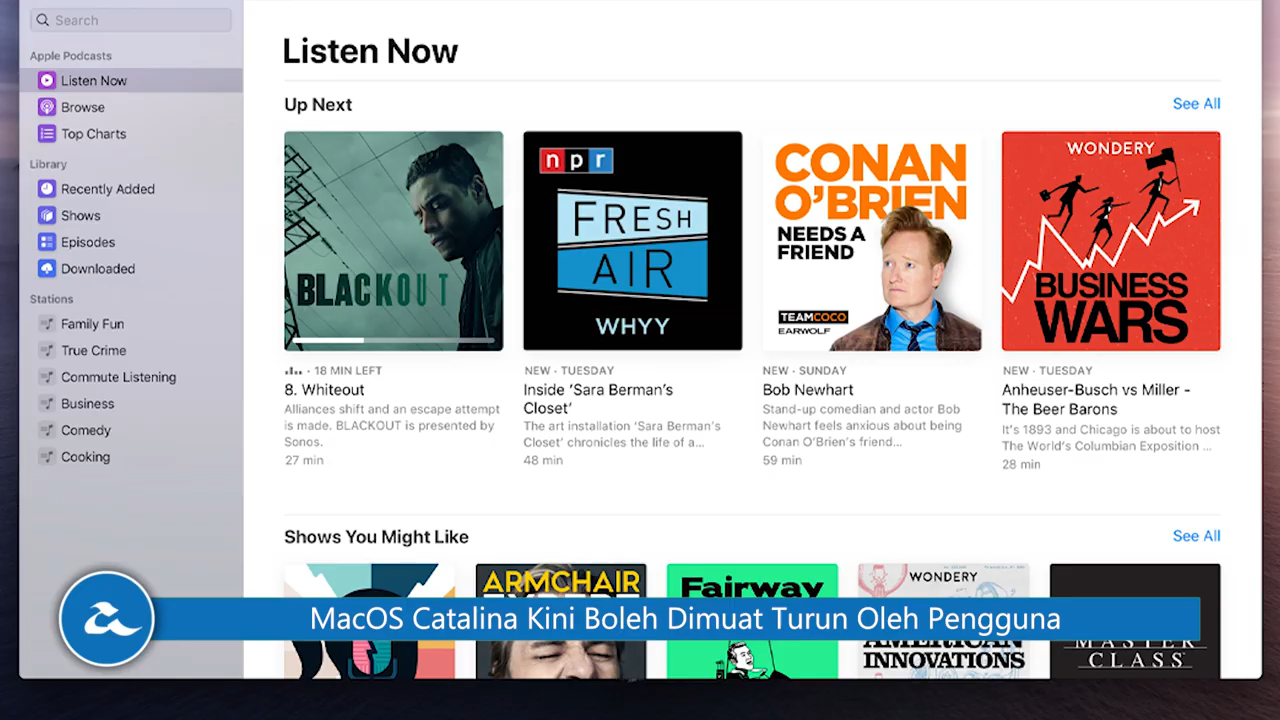 Search
Apple Podcasts
Listen Now
Browse
Top Charts
Library
Recently Added
Shows
Episodes
Downloaded
Stations
Family Fun
True Crime
Commute Listening
Business
Comedy
Cooking
Listen Now
Up Next
See All
BLACKOUT
18 MIN LEFT
8. Whiteout
Alliances shift and an escape attempt
is made. BLACKOUT is presented by
Sonos.
27 min
npr
FRESH
AIR
WHYY
NEW · TUESDAY
Inside ‘Sara Berman’s
Closet’
The art installation ‘Sara Berman’s
Closet’ chronicles the life of a...
48 min
CONAN
O’BRIEN
NEEDS A
FRIEND
TEAMCOCO
EARWOLF
NEW · SUNDAY
Bob Newhart
Stand-up comedian and actor Bob
Newhart feels anxious about being
Conan O’Brien’s friend...
59 min
WONDERY
BUSINESS
WARS
NEW · TUESDAY
Anheuser-Busch vs Miller -
The Beer Barons
It’s 1893 and Chicago is about to host
The World’s Columbian Exposition ...
28 min
Shows You Might Like
See All
ARMCHAIR
Fairway
WONDERY
AMERICAN
INNOVATIONS
MASTER
CLASS
MacOS Catalina Kini Boleh Dimuat Turun Oleh Pengguna